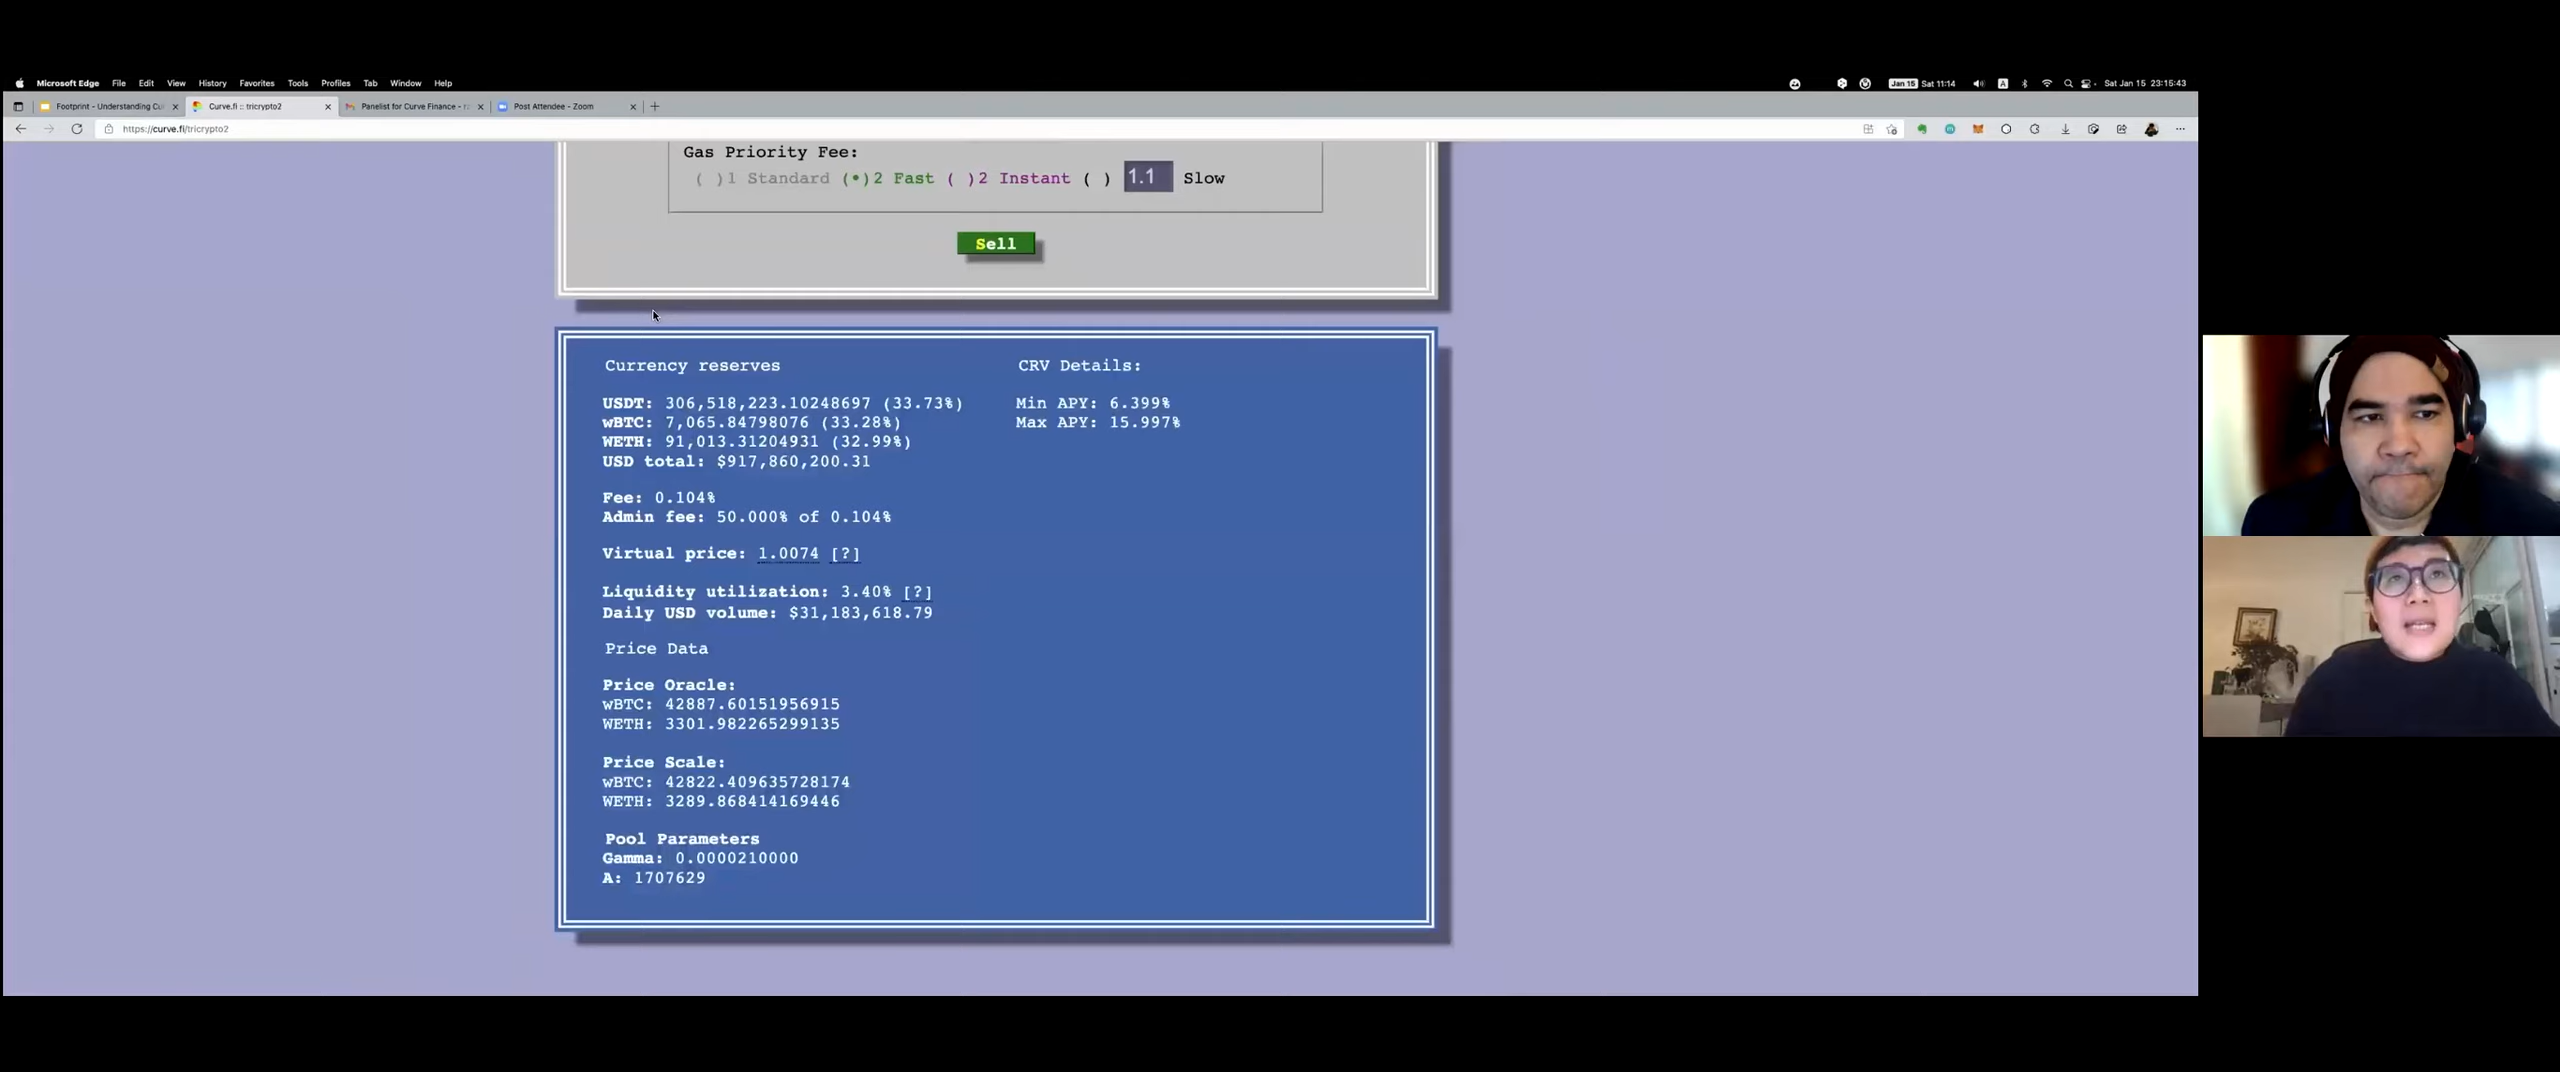 Microsoft Edge File Edit View History Favorites Tools Profiles Tab Window Help
Jan 15 Sat 11:14 A Sat Jan 15 23:15:43
Footprint - Understanding Cu
Curve.fi :: tricrypto2
Panelist for Curve Finance -
Post Attendee - Zoom
https://curve.fi/tricrypto2
Gas Priority Fee:
( )1 Standard (•)2 Fast ( )2 Instant ( ) 1.1 Slow
Sell
Currency reserves
USDT: 306,518,223.10248697 (33.73%)
wBTC: 7,065.84798076 (33.28%)
WETH: 91,013.31204931 (32.99%)
USD total: $917,860,200.31
Fee: 0.104%
Admin fee: 50.000% of 0.104%
Virtual price: 1.0074 [?]
Liquidity utilization: 3.40% [?]
Daily USD volume: $31,183,618.79
Price Data
Price Oracle:
wBTC: 42887.60151956915
WETH: 3301.982265299135
Price Scale:
wBTC: 42822.409635728174
WETH: 3289.868414169446
Pool Parameters
Gamma: 0.0000210000
A: 1707629
CRV Details:
Min APY: 6.399%
Max APY: 15.997%